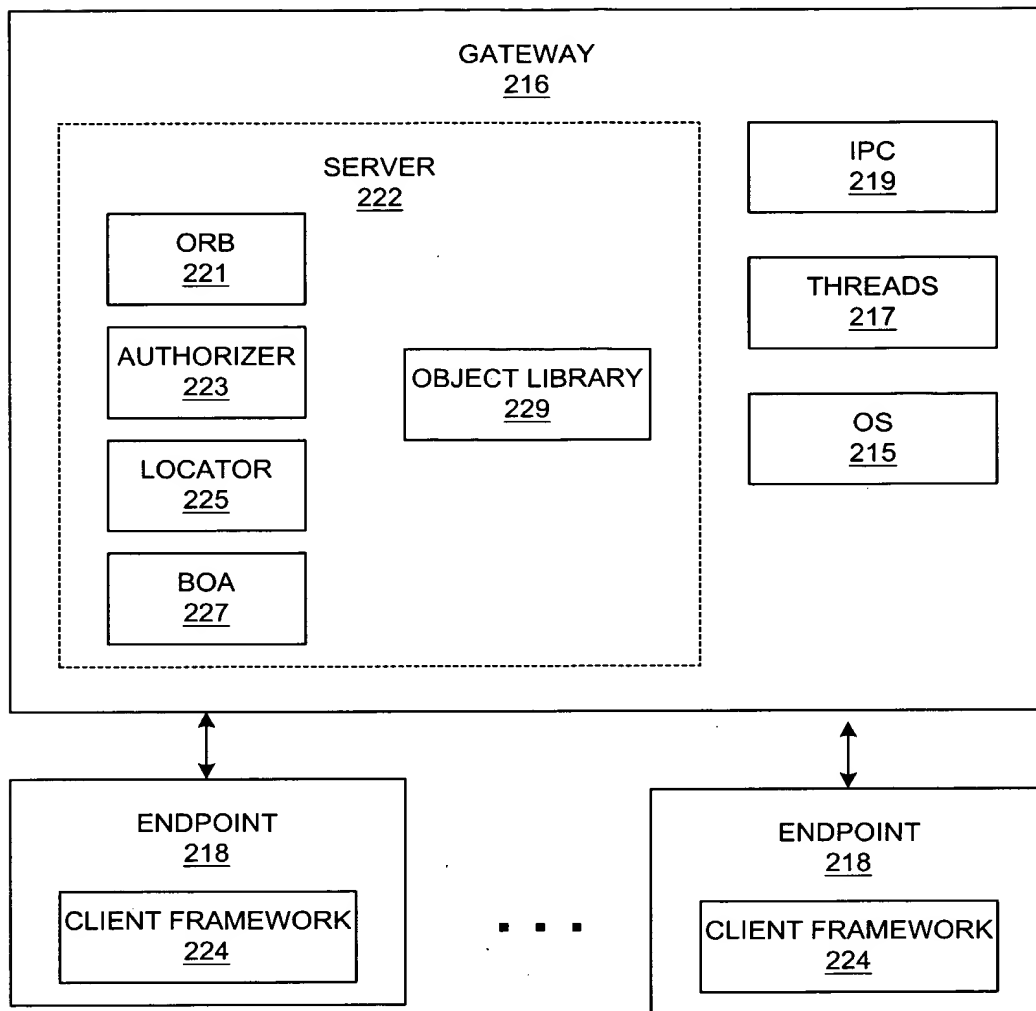 GATEWAY
216
SERVER
222
ORB
221
AUTHORIZER
223
LOCATOR
225
BOA
227
OBJECT LIBRARY
229
IPC
219
THREADS
217
OS
215
ENDPOINT
218
CLIENT FRAMEWORK
224
ENDPOINT
218
CLIENT FRAMEWORK
224